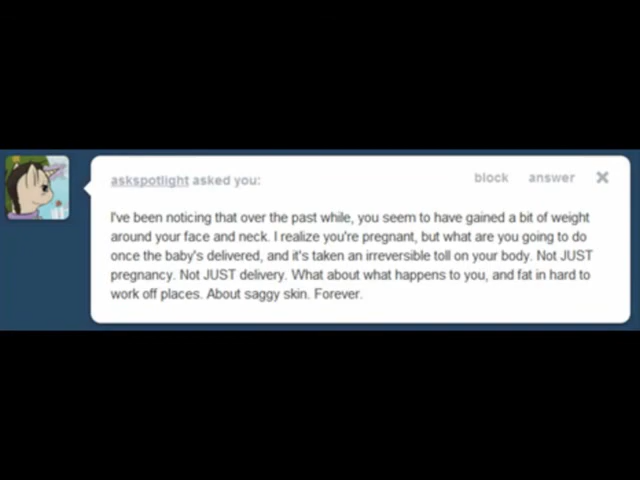 askspotlight asked you:
block answer
I've been noticing that over the past while, you seem to have gained a bit of weight
around your face and neck. I realize you're pregnant, but what are you going to do
once the baby's delivered, and it's taken an irreversible toll on your body. Not JUST
pregnancy. Not JUST delivery. What about what happens to you, and fat in hard to
work off places. About saggy skin. Forever.